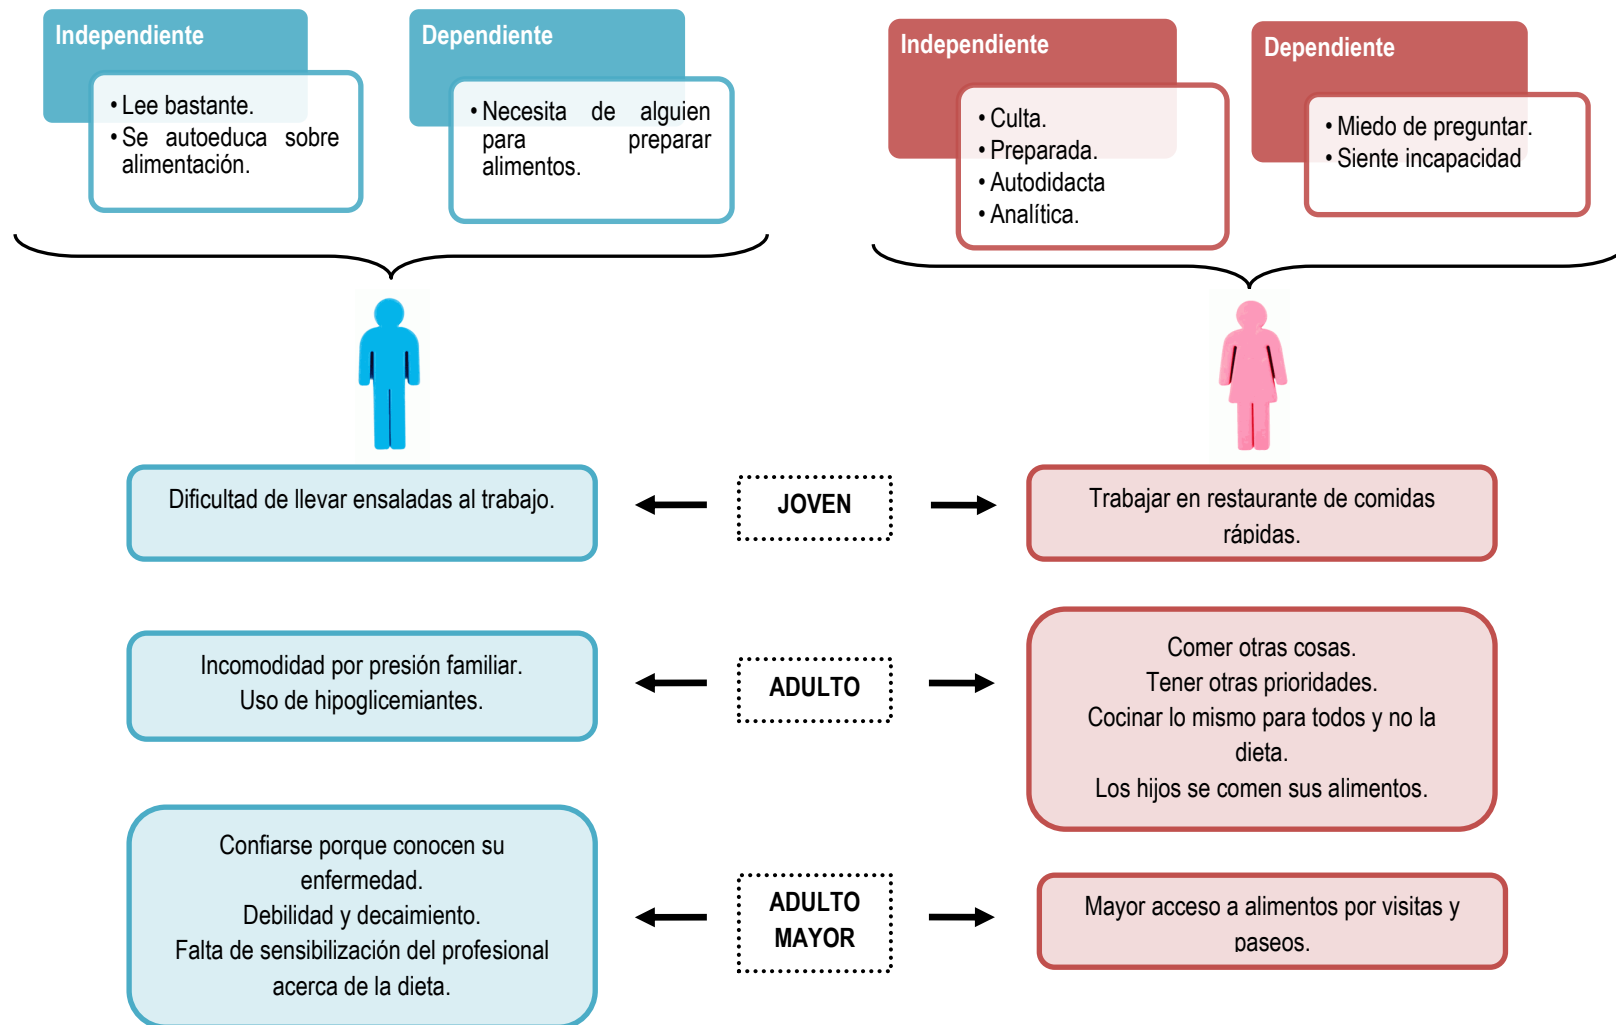 Independiente
• Lee bastante.
• Se autoeduca sobre
alimentación.
Dependiente
• Necesita de alguien
para preparar
alimentos.
Independiente
• Culta.
• Preparada.
• Autodidacta
• Analítica.
Dependiente
• Miedo de preguntar.
• Siente incapacidad
Dificultad de llevar ensaladas al trabajo.
JOVEN
Trabajar en restaurante de comidas
rápidas.
Incomodidad por presión familiar.
Uso de hipoglicemiantes.
ADULTO
Comer otras cosas.
Tener otras prioridades.
Cocinar lo mismo para todos y no la
dieta.
Los hijos se comen sus alimentos.
Confiarse porque conocen su
enfermedad.
Debilidad y decaimiento.
Falta de sensibilización del profesional
acerca de la dieta.
ADULTO
MAYOR
Mayor acceso a alimentos por visitas y
paseos.